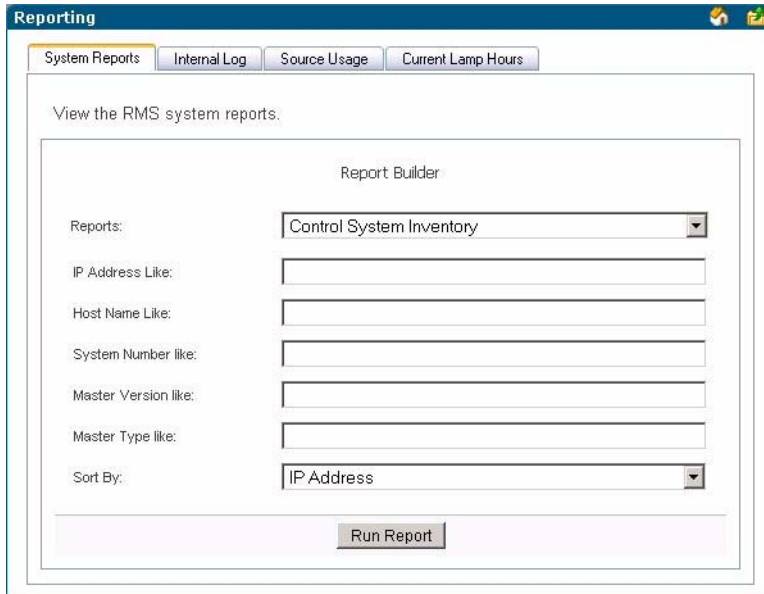 Reporting
System Reports Internal Log Source Usage Current Lamp Hours
View the RMS system reports.
Report Builder
Reports: Control System Inventory
IP Address Like:
Host Name Like:
System Number like:
Master Version like:
Master Type like:
Sort By: IP Address
Run Report